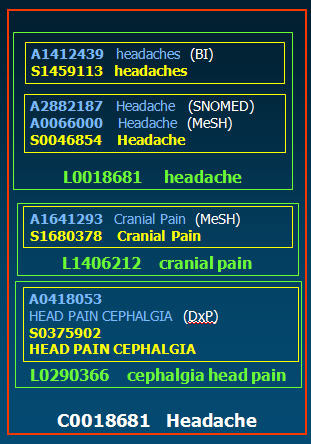 A1412439 headaches (BI)
S1459113 headaches
A2882187 Headache (SNOMED)
A0066000 Headache (MeSH)
S0046854 Headache
L0018681 headache
A1641293 Cranial Pain (MeSH)
S1680378 Cranial Pain
L1406212 cranial pain
A0418053
HEAD PAIN CEPHALGIA (DxP)
S0375902
HEAD PAIN CEPHALGIA
L0290366 cephalgia head pain
C0018681 Headache